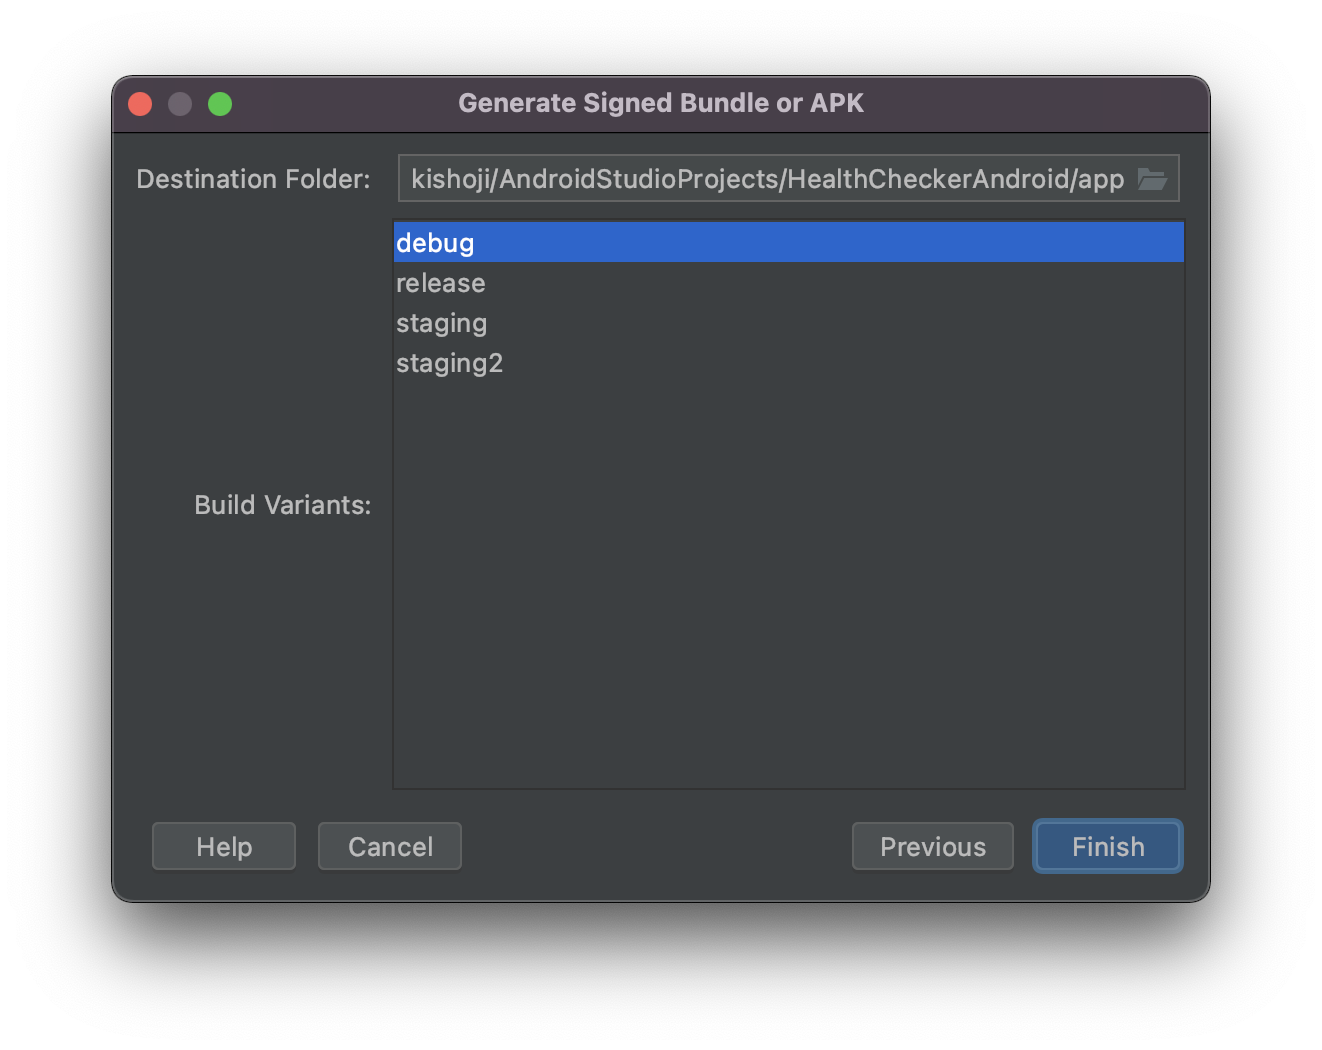 Generate Signed Bundle or APK
Destination Folder: kishoji/AndroidStudioProjects/HealthCheckerAndroid/app
debug
release
staging
staging2
Build Variants:
Help Cancel Previous Finish